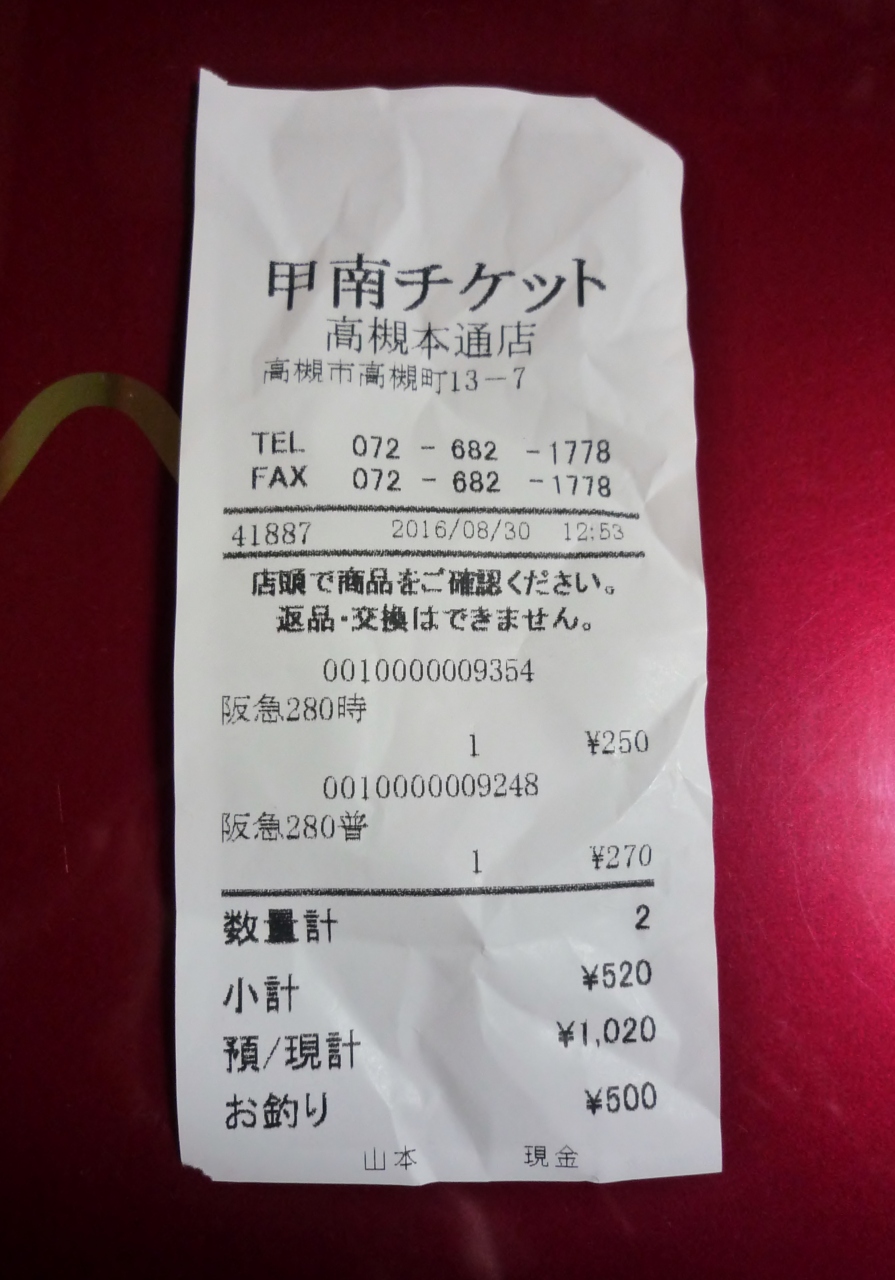 甲南チケット
高槻本通店
高槻市高槻町13-7
TEL 072 - 682 -1778
FAX 072 - 682 -1778
41887 2016/08/30 12:53
店頭で商品をご確認ください。
返品・交換はできません。
0010000009354
阪急280時
1 ¥250
0010000009248
阪急280普
1 ¥270
数量計 2
小計 ¥520
預/現計 ¥1,020
お釣り ¥500
山本 現金